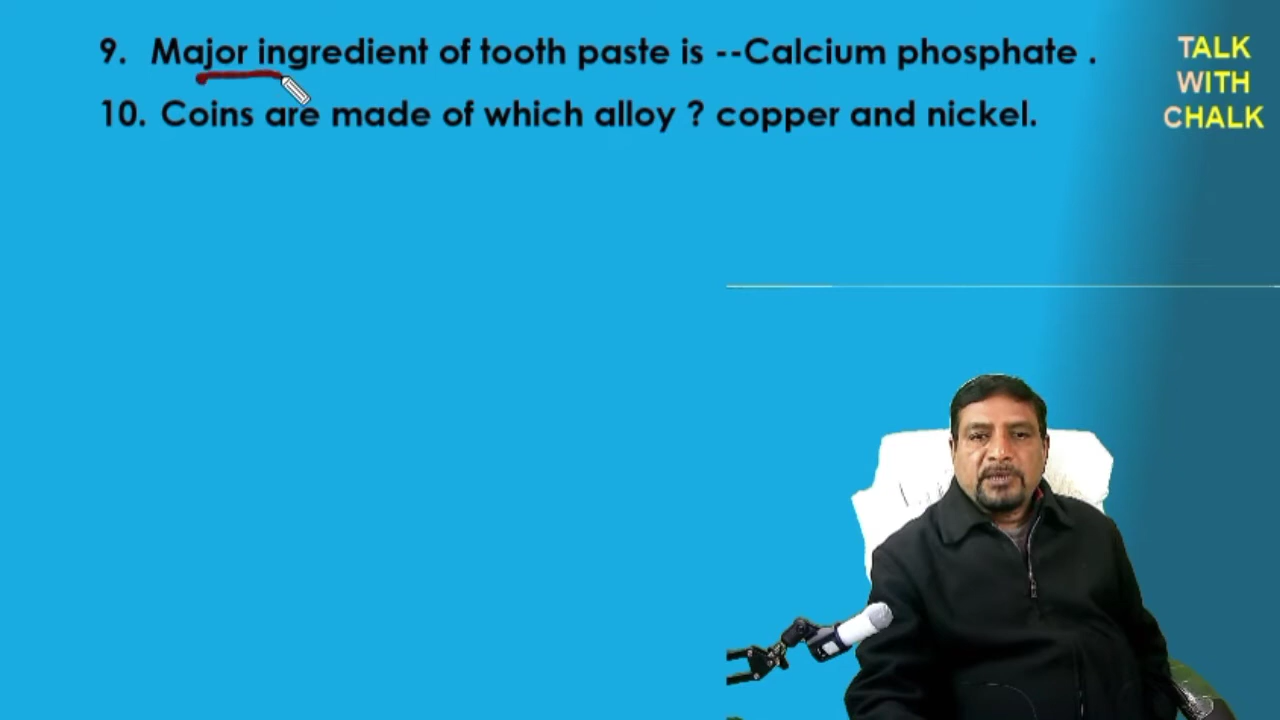 9. Major ingredient of tooth paste is --Calcium phosphate .
10. Coins are made of which alloy ? copper and nickel.
TALK
WITH
CHALK